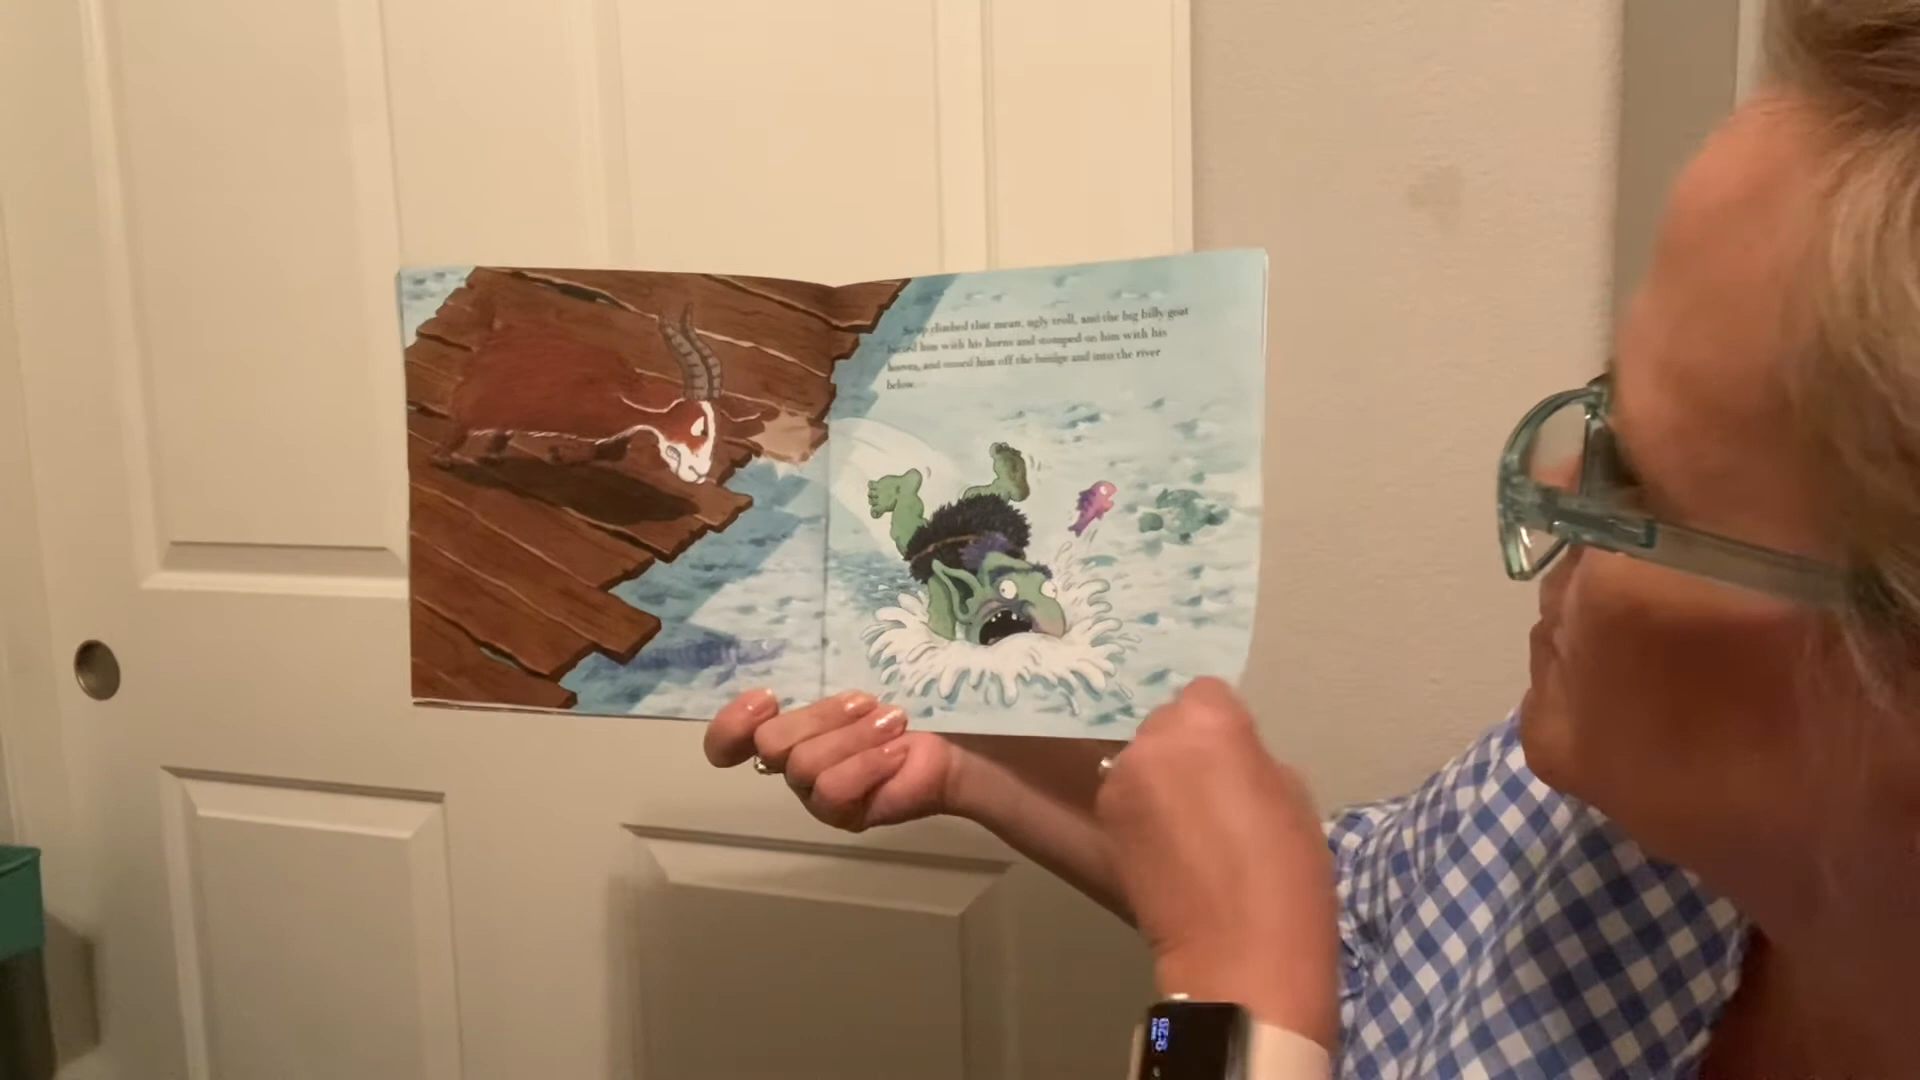 So up climbed that mean, ugly troll, and the big billy goat
butted him with his horns and stomped on him with his
hooves, and tossed him off the bridge and into the river
below.